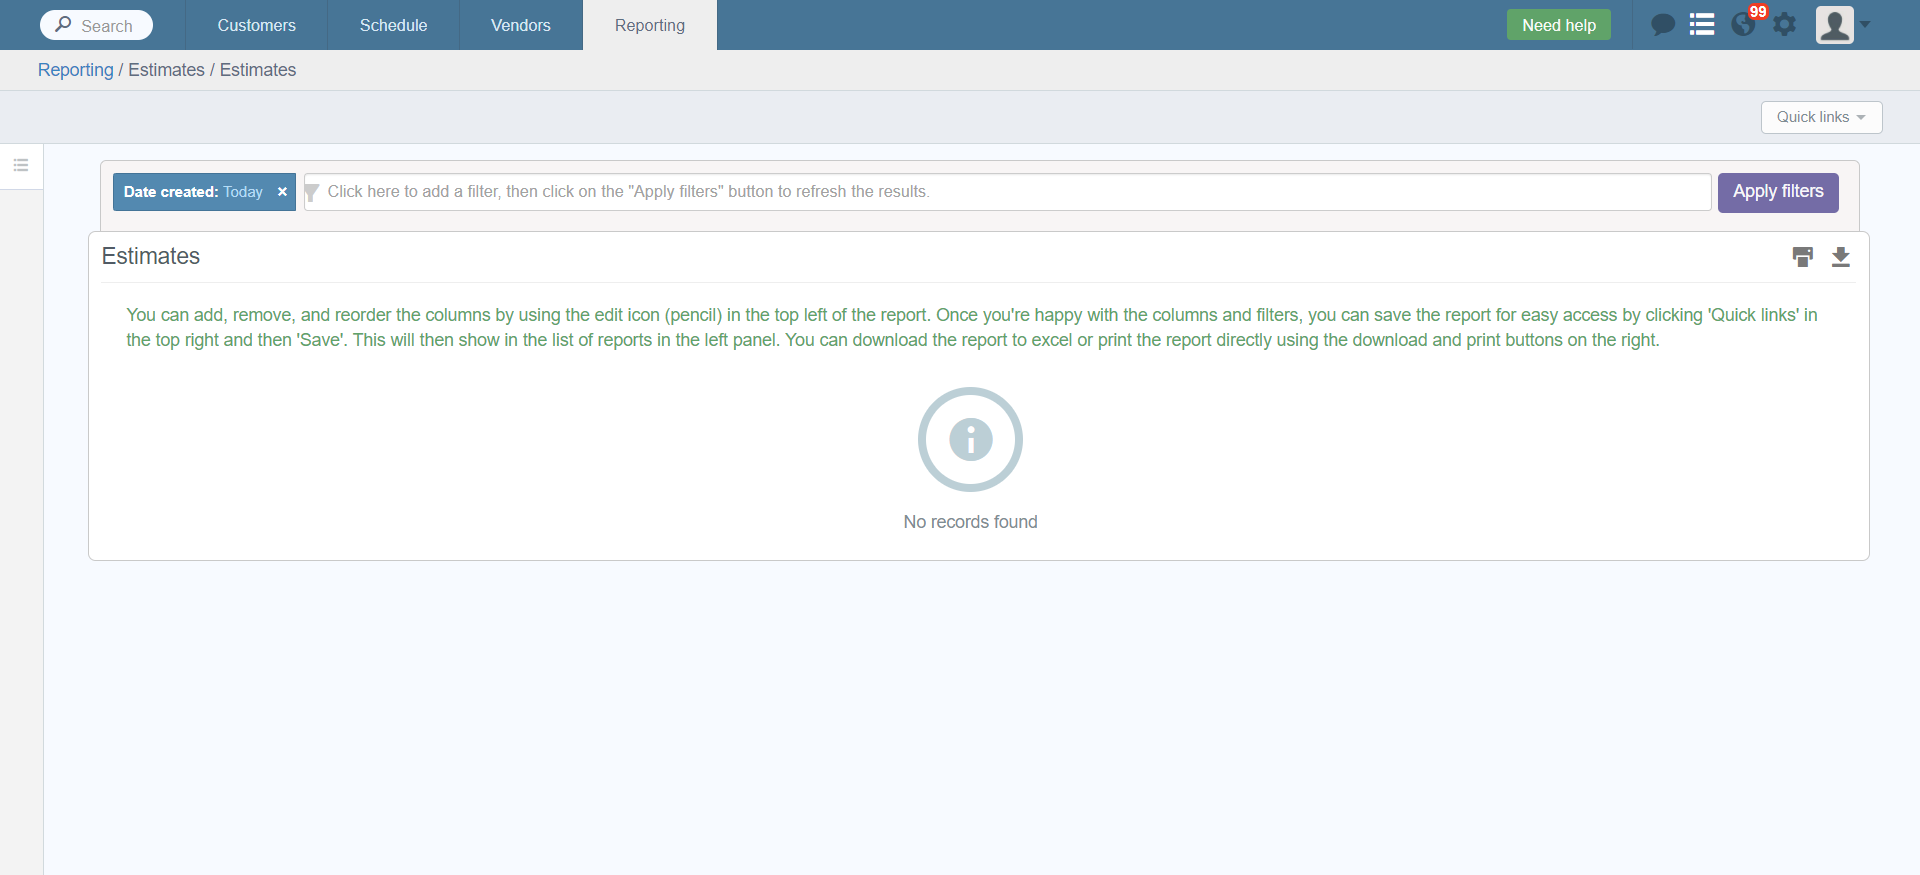 Search
Customers
Schedule
Vendors
Reporting
Need help
99
Reporting / Estimates / Estimates
Quick links
Date created: Today ×
Click here to add a filter, then click on the "Apply filters" button to refresh the results.
Apply filters
Estimates
You can add, remove, and reorder the columns by using the edit icon (pencil) in the top left of the report. Once you're happy with the columns and filters, you can save the report for easy access by clicking 'Quick links' in
the top right and then 'Save'. This will then show in the list of reports in the left panel. You can download the report to excel or print the report directly using the download and print buttons on the right.
No records found